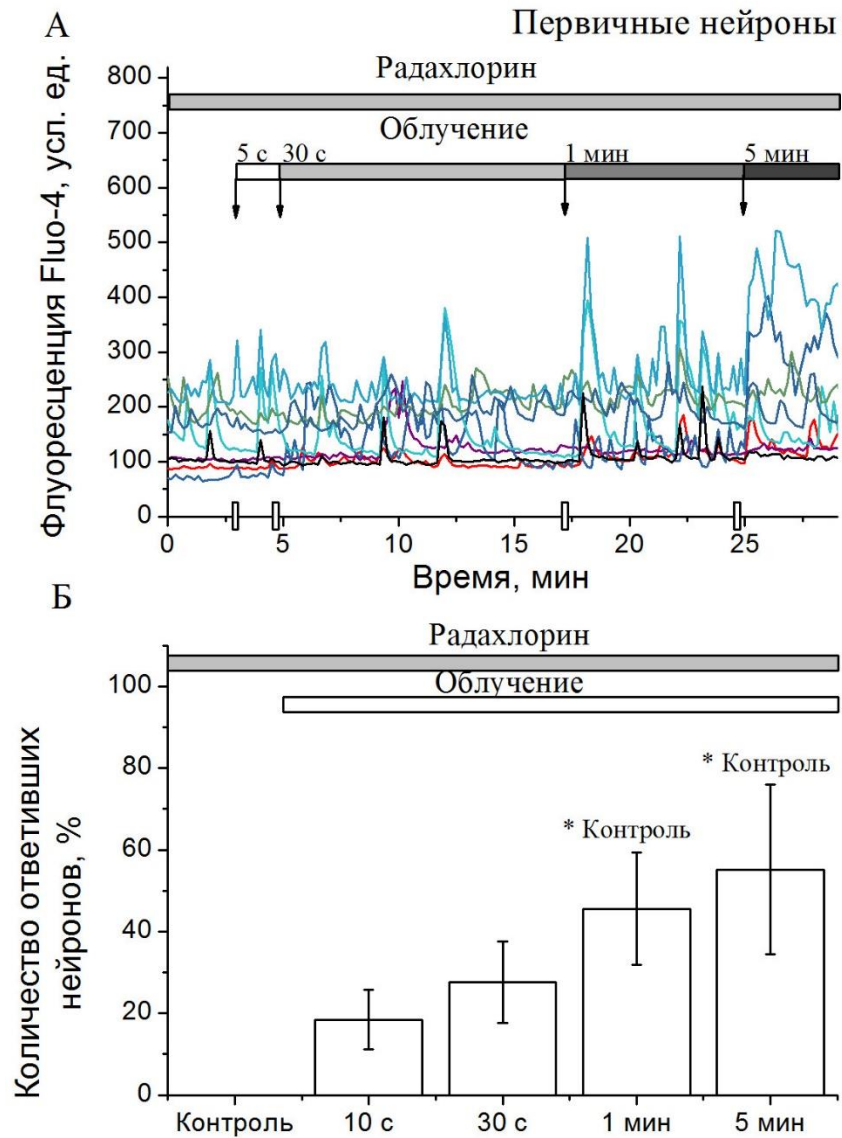 А
Первичные нейроны
Флуоресценция Fluo-4, усл. ед.
800
700
600
500
400
300
200
100
0
Радахлорин
Облучение
5 с 30 с 1 мин 5 мин
0 5 10 15 20 25
Время, мин
Б
Количество ответивших
нейронов, %
100
80
60
40
20
0
Радахлорин
Облучение
* Контроль
* Контроль
Контроль 10 с 30 с 1 мин 5 мин